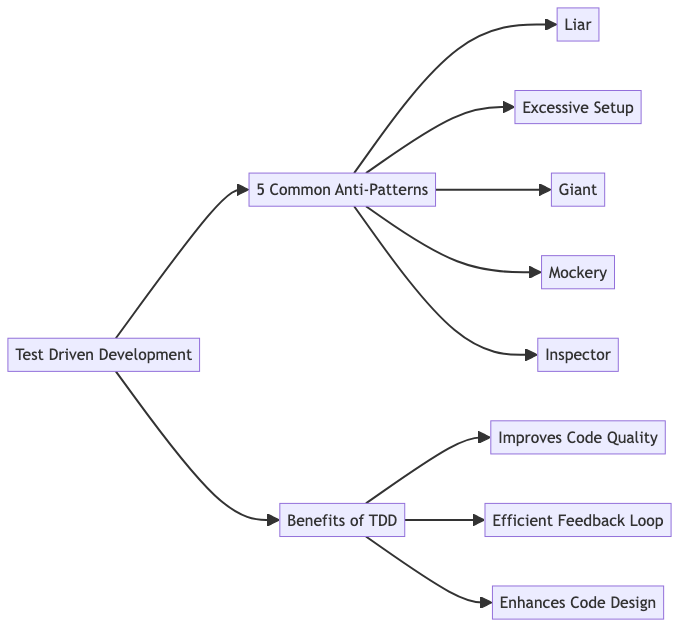 Liar
Excessive Setup
5 Common Anti-Patterns
Giant
Mockery
Test Driven Development
Inspector
Improves Code Quality
Benefits of TDD
Efficient Feedback Loop
Enhances Code Design